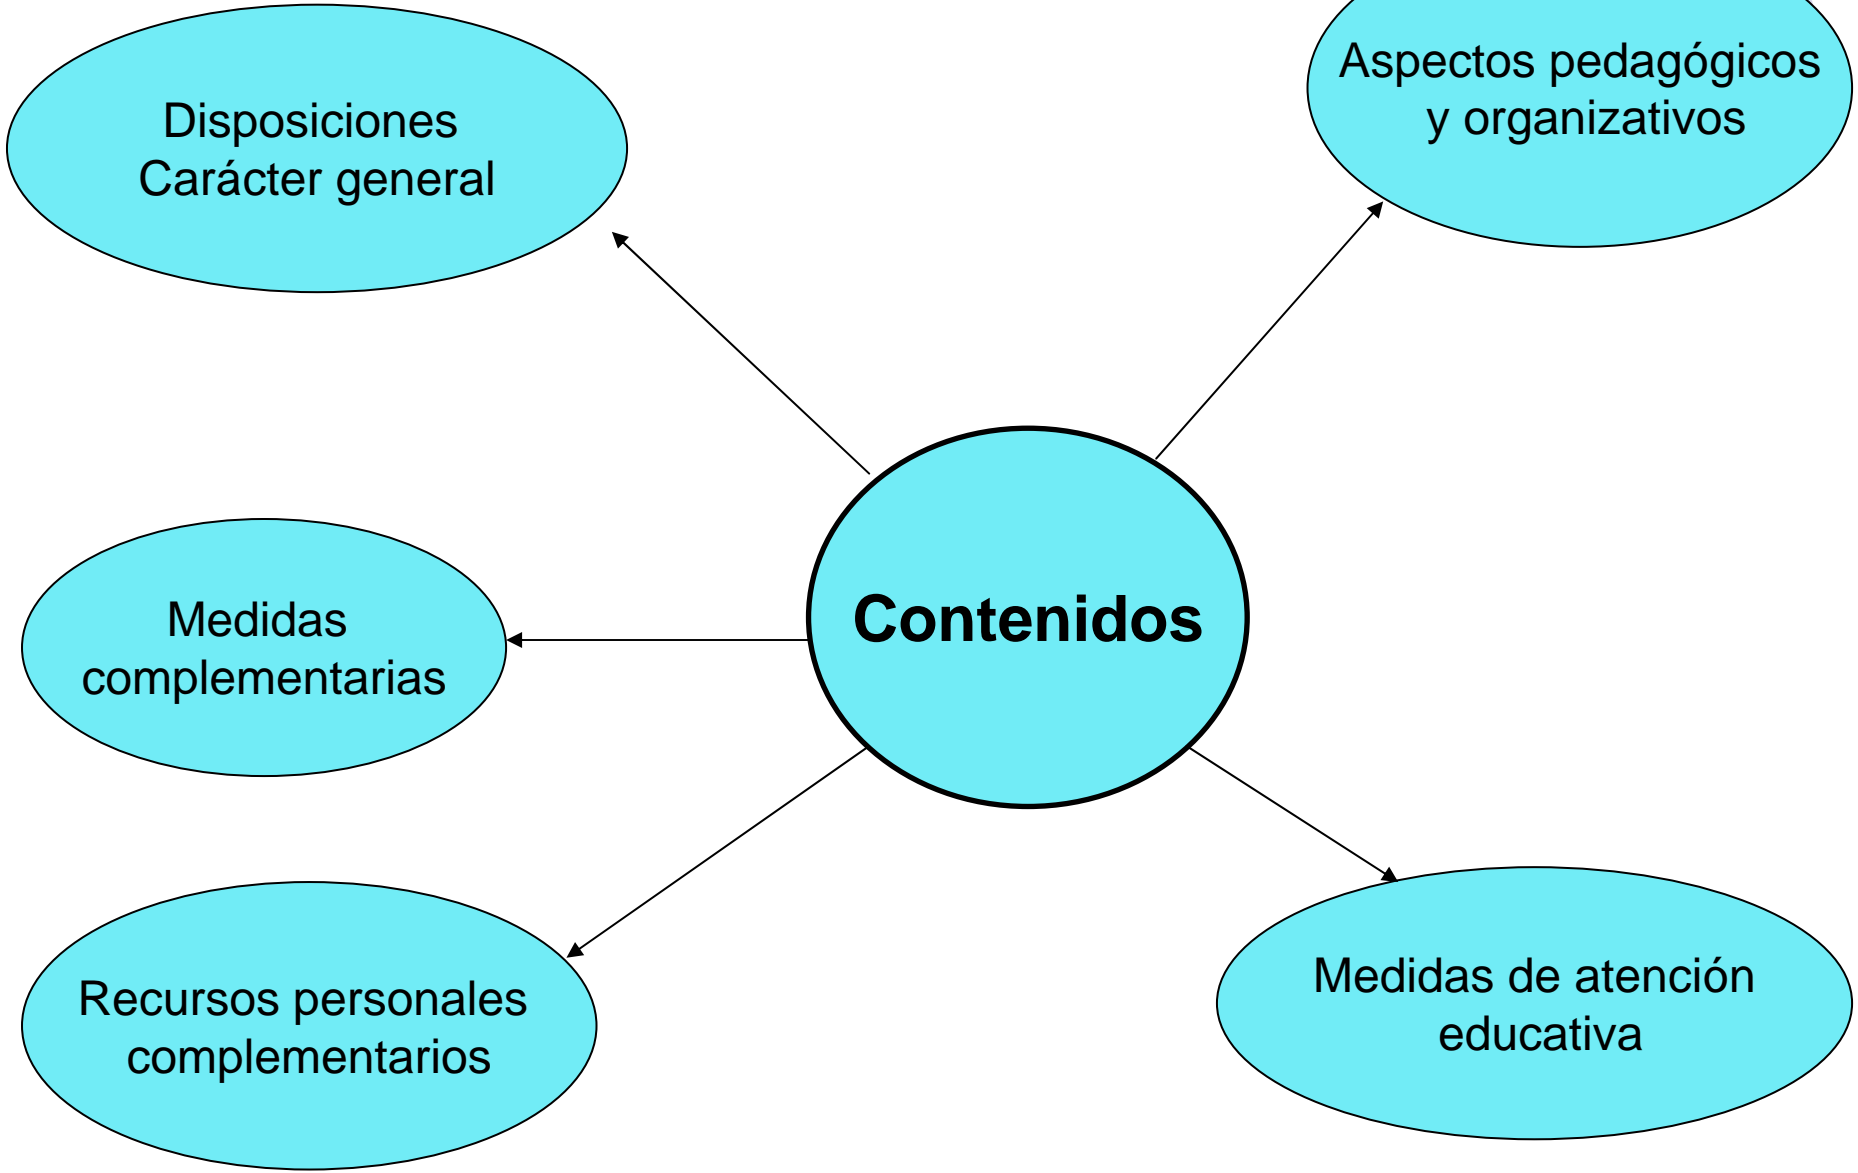 Disposiciones
Carácter general
Aspectos pedagógicos
y organizativos
Contenidos
Medidas
complementarias
Recursos personales
complementarios
Medidas de atención
educativa